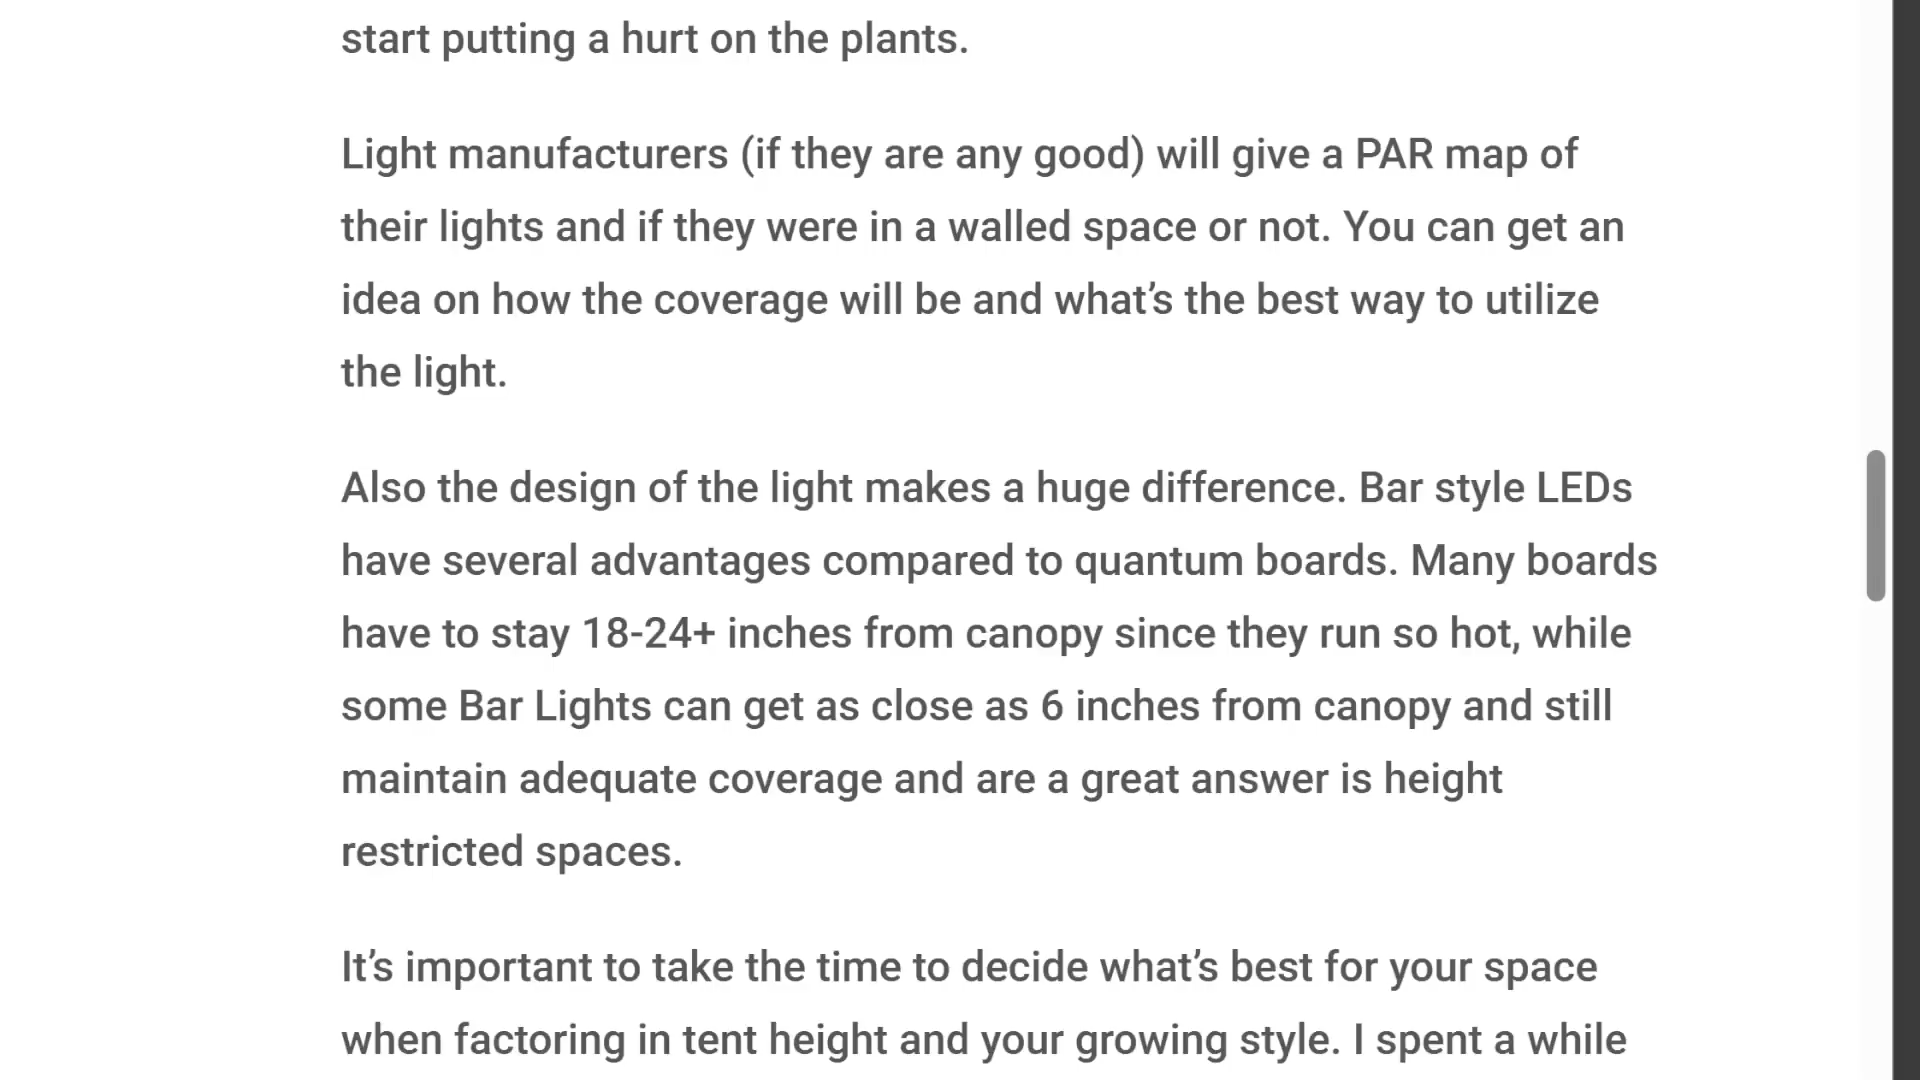 start putting a hurt on the plants.
Light manufacturers (if they are any good) will give a PAR map of
their lights and if they were in a walled space or not. You can get an
idea on how the coverage will be and what’s the best way to utilize
the light.
Also the design of the light makes a huge difference. Bar style LEDs
have several advantages compared to quantum boards. Many boards
have to stay 18-24+ inches from canopy since they run so hot, while
some Bar Lights can get as close as 6 inches from canopy and still
maintain adequate coverage and are a great answer is height
restricted spaces.
It’s important to take the time to decide what’s best for your space
when factoring in tent height and your growing style. I spent a while